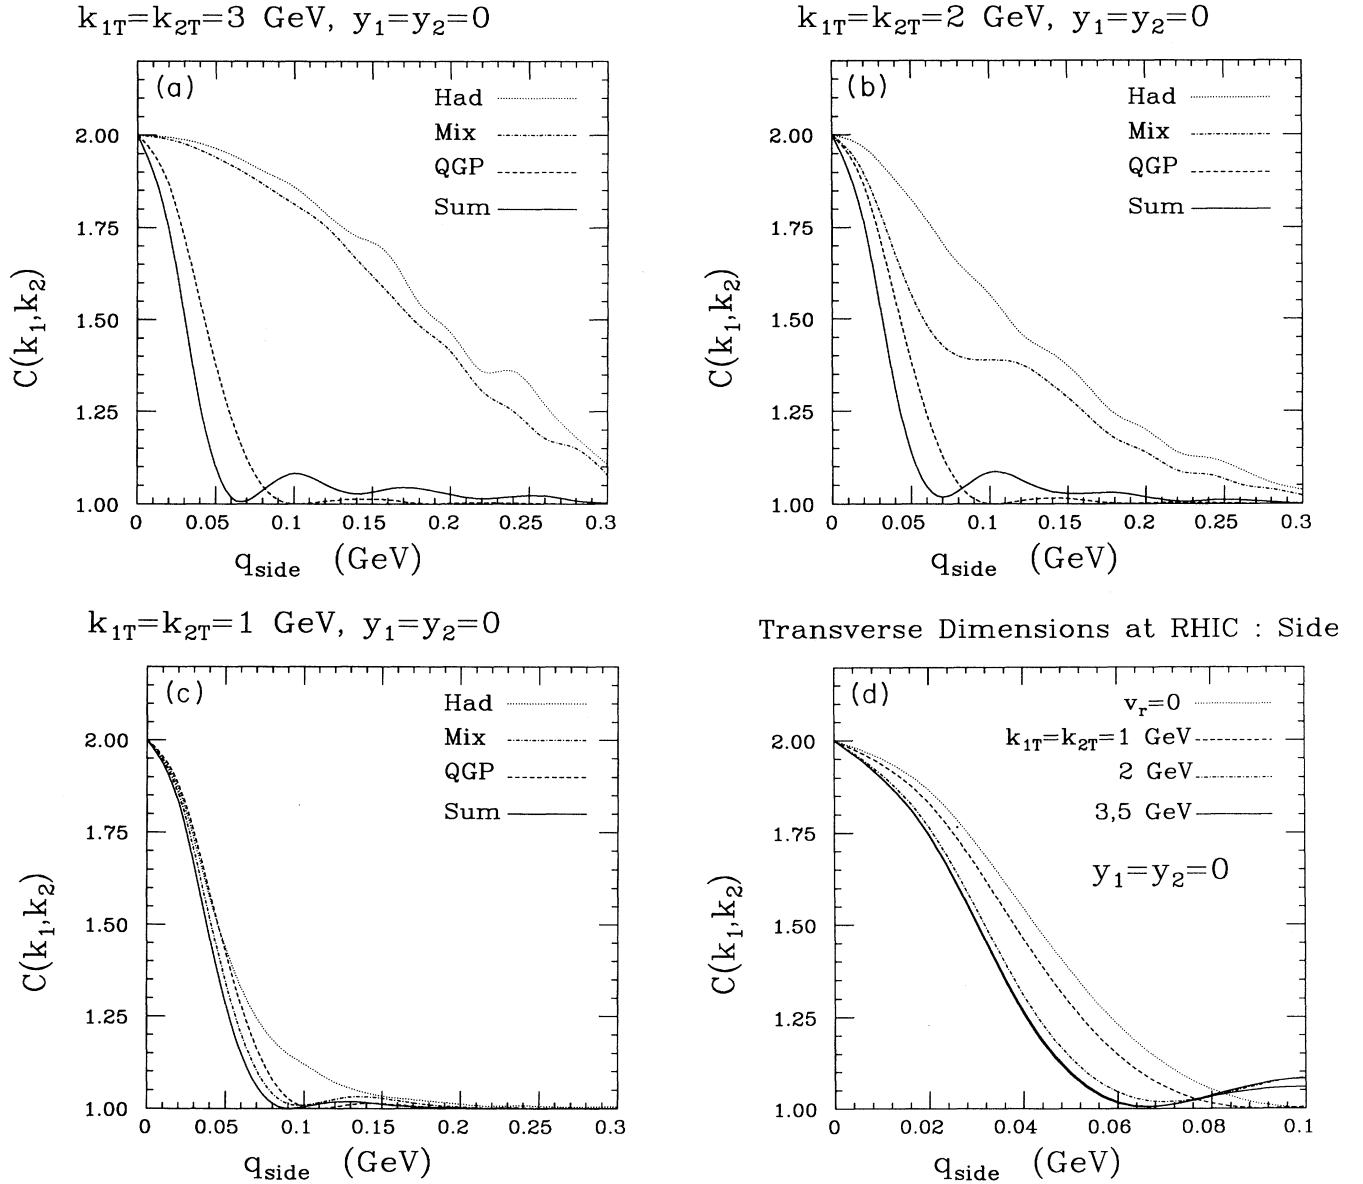 k1T=k2T=3 GeV, y1=y2=0
(a)
Had
Mix
QGP
Sum
2.00
1.75
1.50
1.25
1.00
C(k1,k2)
0 0.05 0.1 0.15 0.2 0.25 0.3
qside (GeV)
k1T=k2T=2 GeV, y1=y2=0
(b)
Had
Mix
QGP
Sum
2.00
1.75
1.50
1.25
1.00
C(k1,k2)
0 0.05 0.1 0.15 0.2 0.25 0.3
qside (GeV)
k1T=k2T=1 GeV, y1=y2=0
(c)
Had
Mix
QGP
Sum
2.00
1.75
1.50
1.25
1.00
C(k1,k2)
0 0.05 0.1 0.15 0.2 0.25 0.3
qside (GeV)
Transverse Dimensions at RHIC : Side
(d)
vr=0
k1T=k2T=1 GeV
2 GeV
3,5 GeV
y1=y2=0
2.00
1.75
1.50
1.25
1.00
C(k1,k2)
0 0.02 0.04 0.06 0.08 0.1
qside (GeV)